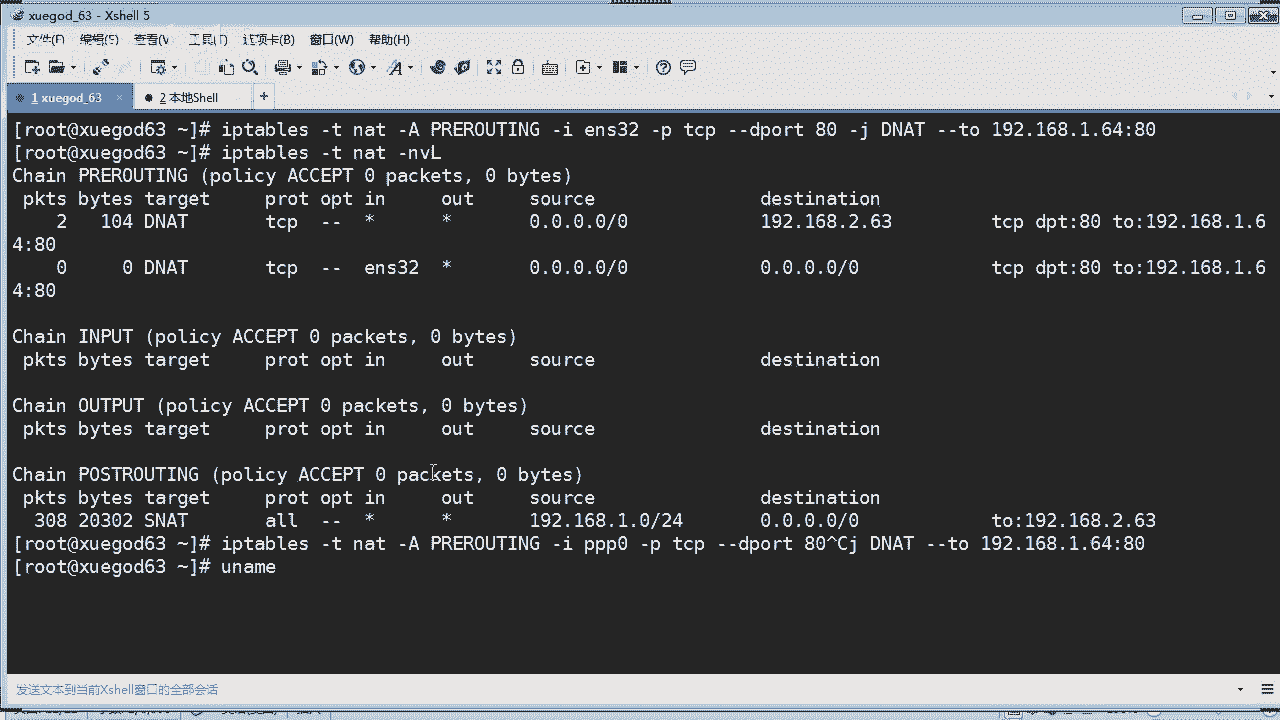 xuegod_63 - Xshell 5
文件(F) 编辑(E) 查看(V) 工具(T) 选项卡(B) 窗口(W) 帮助(H)
1 xuegod_63 × 2 本地Shell +
[root@xuegod63 ~]# iptables -t nat -A PREROUTING -i ens32 -p tcp --dport 80 -j DNAT --to 192.168.1.64:80
[root@xuegod63 ~]# iptables -t nat -nvL
Chain PREROUTING (policy ACCEPT 0 packets, 0 bytes)
pkts bytes target prot opt in out source destination
2 104 DNAT tcp -- * * 0.0.0.0/0 192.168.2.63 tcp dpt:80 to:192.168.1.6
4:80
0 0 DNAT tcp -- ens32 * 0.0.0.0/0 0.0.0.0/0 tcp dpt:80 to:192.168.1.6
4:80
Chain INPUT (policy ACCEPT 0 packets, 0 bytes)
pkts bytes target prot opt in out source destination
Chain OUTPUT (policy ACCEPT 0 packets, 0 bytes)
pkts bytes target prot opt in out source destination
Chain POSTROUTING (policy ACCEPT 0 packets, 0 bytes)
pkts bytes target prot opt in out source destination
308 20302 SNAT all -- * * 192.168.1.0/24 0.0.0.0/0 to:192.168.2.63
[root@xuegod63 ~]# iptables -t nat -A PREROUTING -i ppp0 -p tcp --dport 80^Cj DNAT --to 192.168.1.64:80
[root@xuegod63 ~]# uname
发送文本到当前Xshell窗口的全部会话